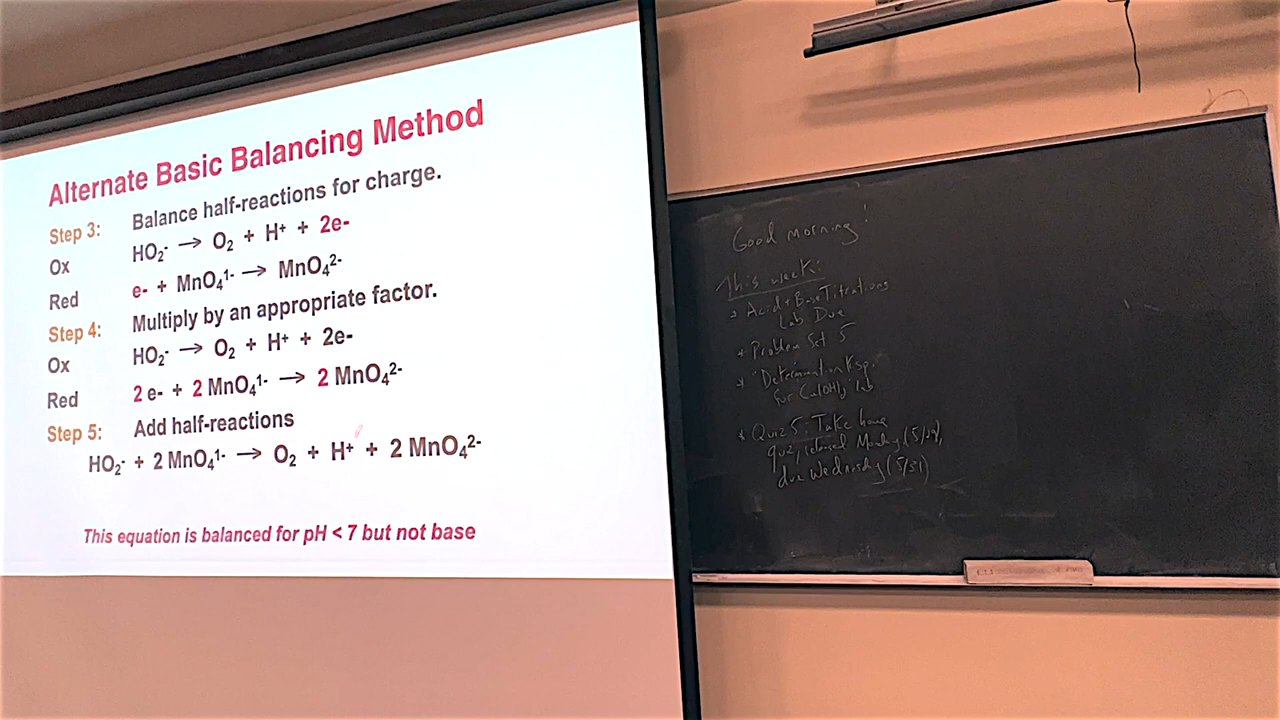 Alternate Basic Balancing Method
Step 3: Balance half-reactions for charge.
Ox HO₂⁻ → O₂ + H⁺ + 2e-
Red e- + MnO₄¹⁻ → MnO₄²⁻
Step 4: Multiply by an appropriate factor.
Ox HO₂⁻ → O₂ + H⁺ + 2e-
Red 2 e- + 2 MnO₄¹⁻ → 2 MnO₄²⁻
Step 5: Add half-reactions
HO₂⁻ + 2 MnO₄¹⁻ → O₂ + H⁺ + 2 MnO₄²⁻
This equation is balanced for pH < 7 but not base
Good morning!
This week:
Acid + Base Titrations
Lab Due
* Problem Set 5
* "Determination Ksp
for Ca(OH)₂" lab
* Quiz 5: Take home
quiz, released Monday (5/29),
due Wednesday (5/31)